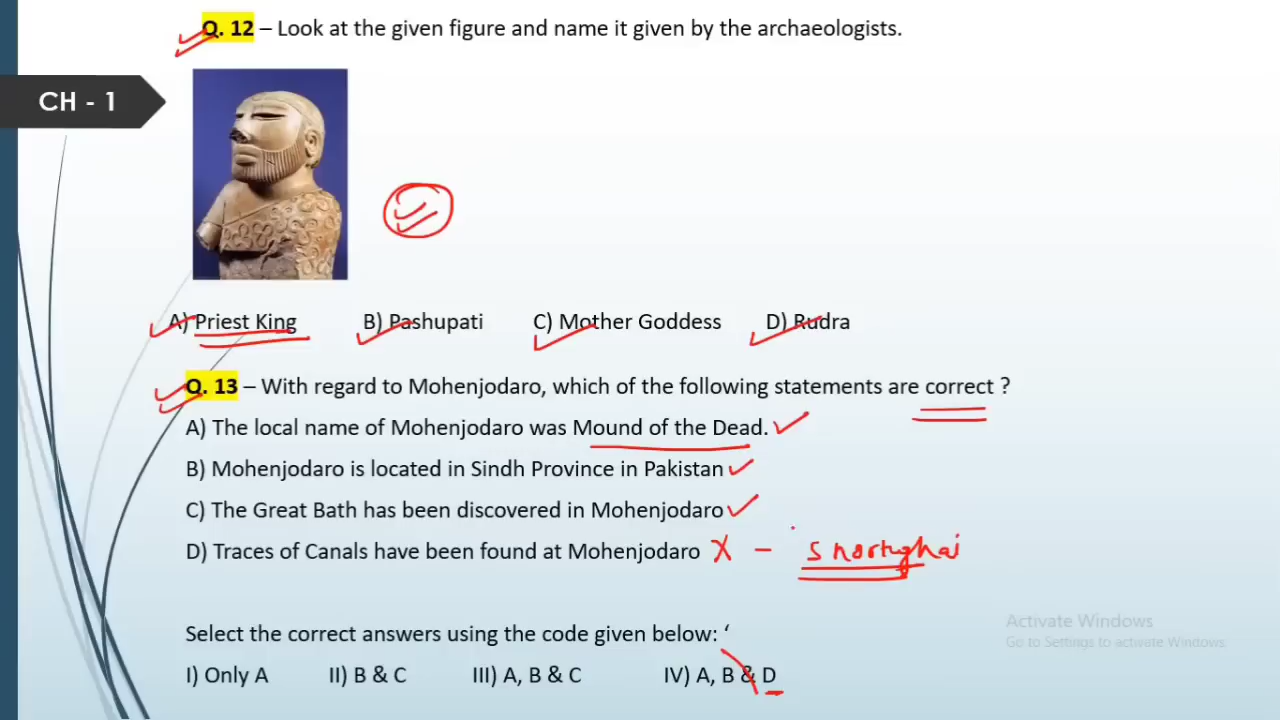 Q. 12 – Look at the given figure and name it given by the archaeologists.
CH - 1
A) Priest King B) Pashupati C) Mother Goddess D) Rudra
Q. 13 – With regard to Mohenjodaro, which of the following statements are correct ?
A) The local name of Mohenjodaro was Mound of the Dead.
B) Mohenjodaro is located in Sindh Province in Pakistan
C) The Great Bath has been discovered in Mohenjodaro
D) Traces of Canals have been found at Mohenjodaro X – Shortughai
Select the correct answers using the code given below: ‘
I) Only A II) B & C III) A, B & C IV) A, B & D
Activate Windows
Go to Settings to activate Windows.